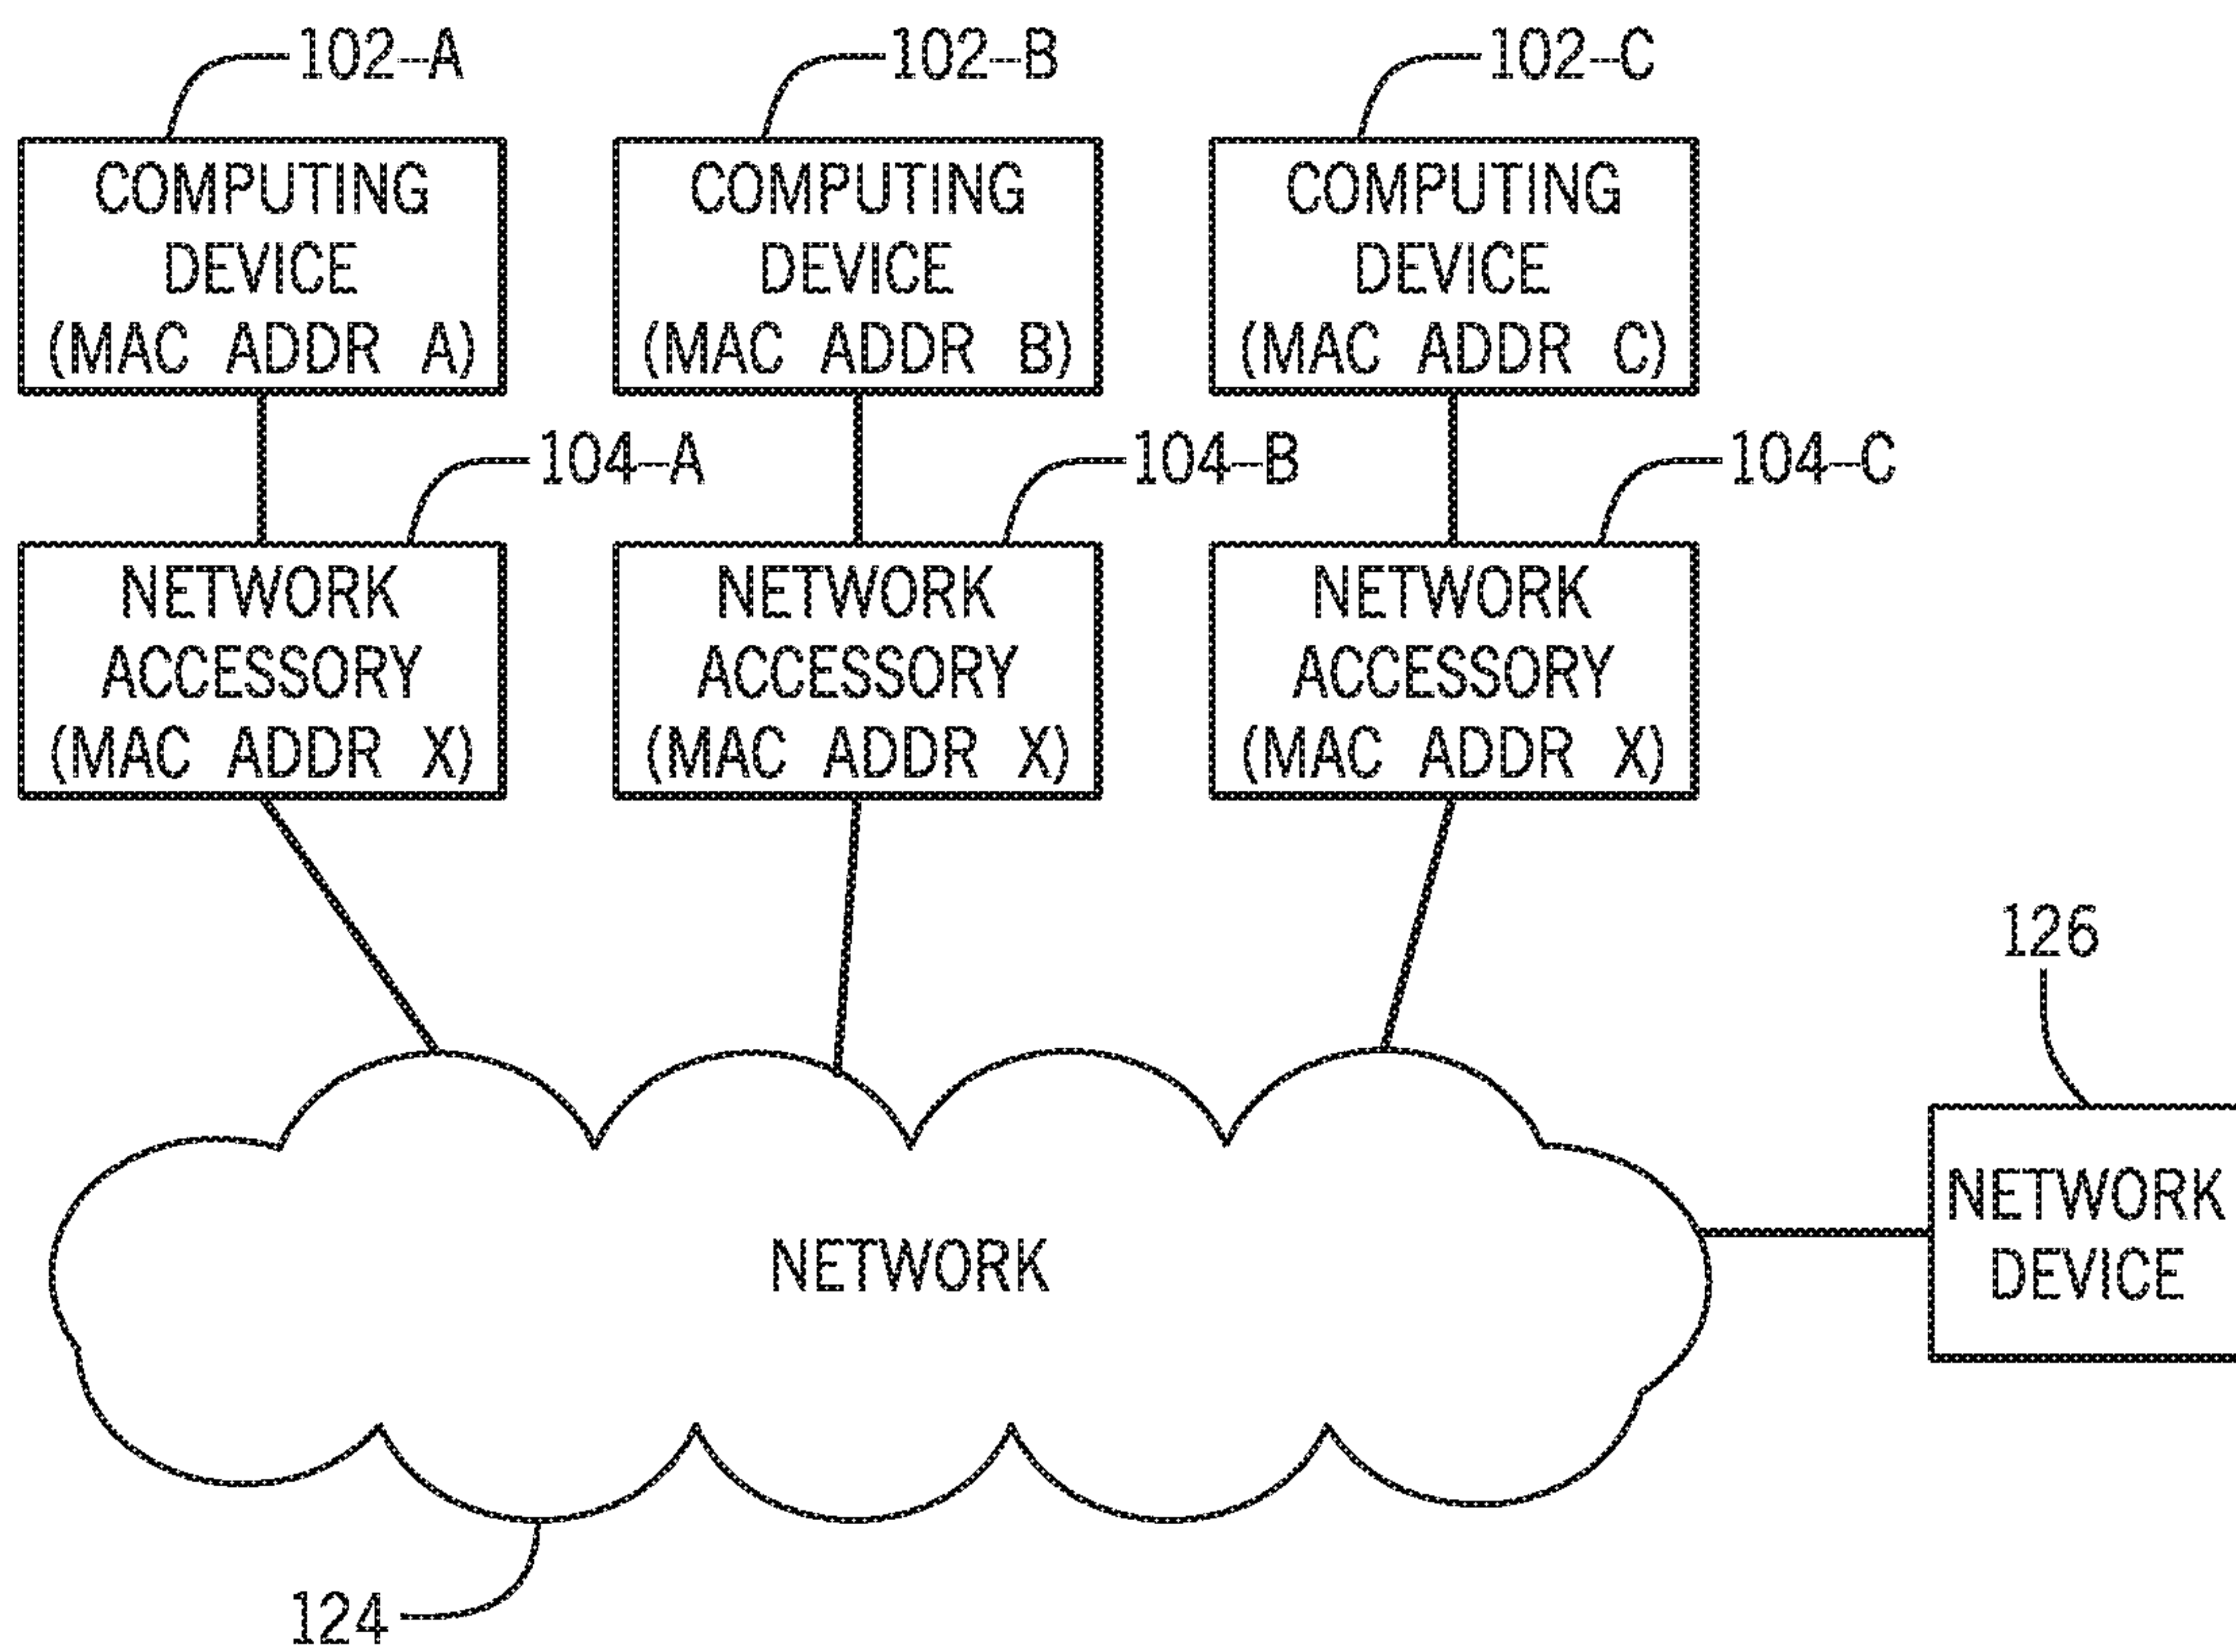 102-A
102-B
102-C
COMPUTING
DEVICE
(MAC ADDR A)
COMPUTING
DEVICE
(MAC ADDR B)
COMPUTING
DEVICE
(MAC ADDR C)
104-A
104-B
104-C
NETWORK
ACCESSORY
(MAC ADDR X)
NETWORK
ACCESSORY
(MAC ADDR X)
NETWORK
ACCESSORY
(MAC ADDR X)
126
NETWORK
DEVICE
NETWORK
124